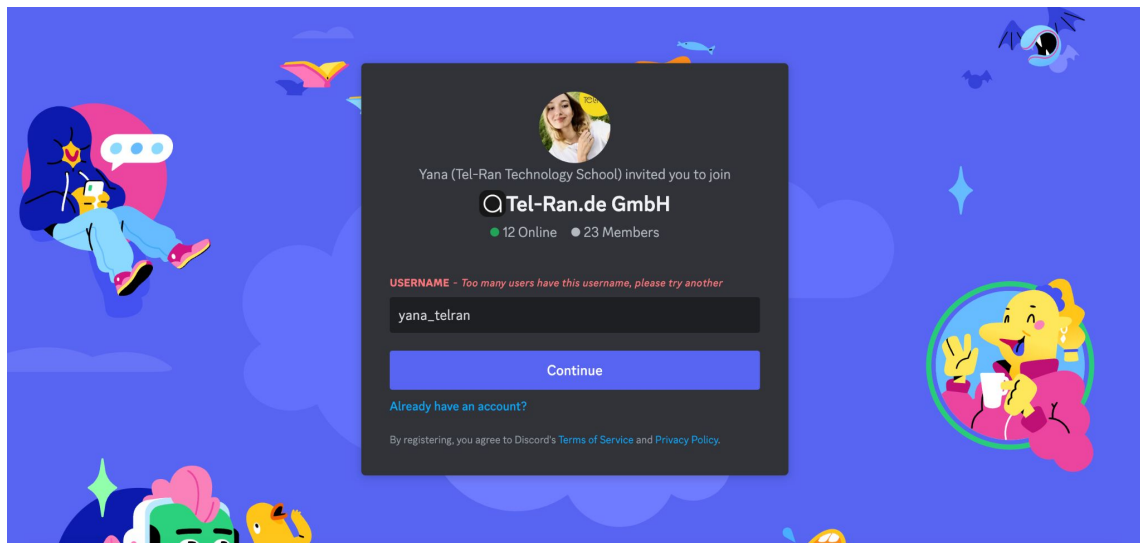 Yana (Tel-Ran Technology School) invited you to join
Tel-Ran.de GmbH
12 Online 23 Members
USERNAME - Too many users have this username, please try another
yana_telran
Continue
Already have an account?
By registering, you agree to Discord's Terms of Service and Privacy Policy.